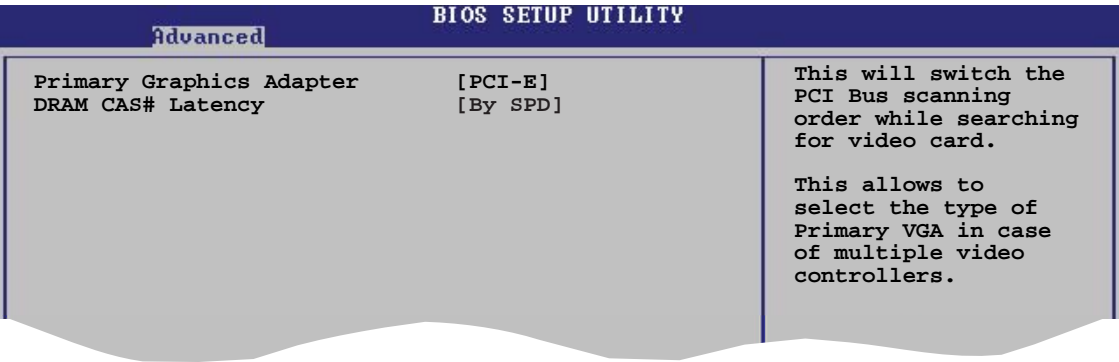 BIOS SETUP UTILITY
Advanced
Primary Graphics Adapter [PCI-E]
DRAM CAS# Latency [By SPD]
This will switch the
PCI Bus scanning
order while searching
for video card.
This allows to
select the type of
Primary VGA in case
of multiple video
controllers.